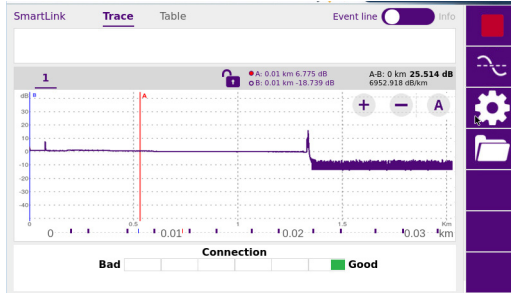 SmartLink Trace Table Event line Info
1 A: 0.01 km 6.775 dB A-B: 0 km 25.514 dB
B: 0.01 km -18.739 dB 6952.918 dB/km
dB B A
30
20
10
0
-10
-20
-30
-40
+ − A
0 0.5 1 1.5 Km
0 0.01 0.02 0.03 km
Connection
Bad Good